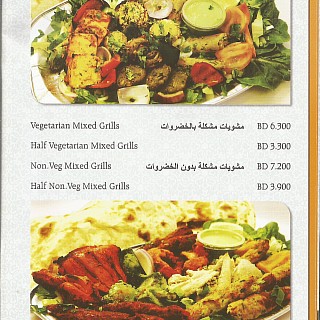 Vegetarian Mixed Grills مشويات مشكلة بالخضروات BD 6.300
Half Vegetarian Mixed Grills BD 3.300
Non.Veg Mixed Grills مشويات مشكلة بدون الخضروات BD 7.200
Half Non.Veg Mixed Grills BD 3.900